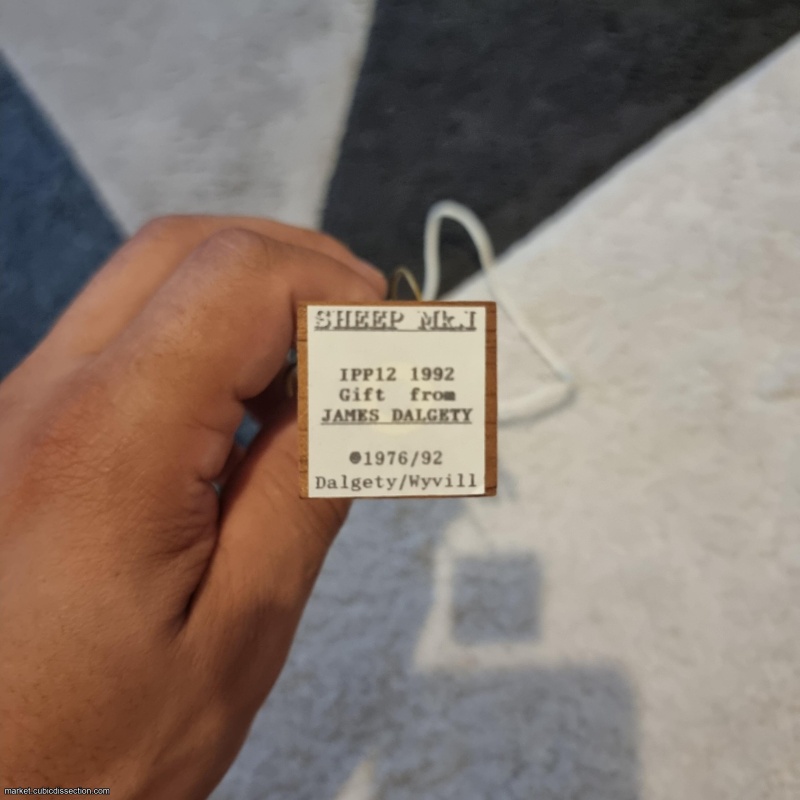 SHEEP Mk.I
IPP12 1992
Gift from
JAMES DALGETY
©1976/92
Dalgety/Wyvill
market.cubicdissection.com